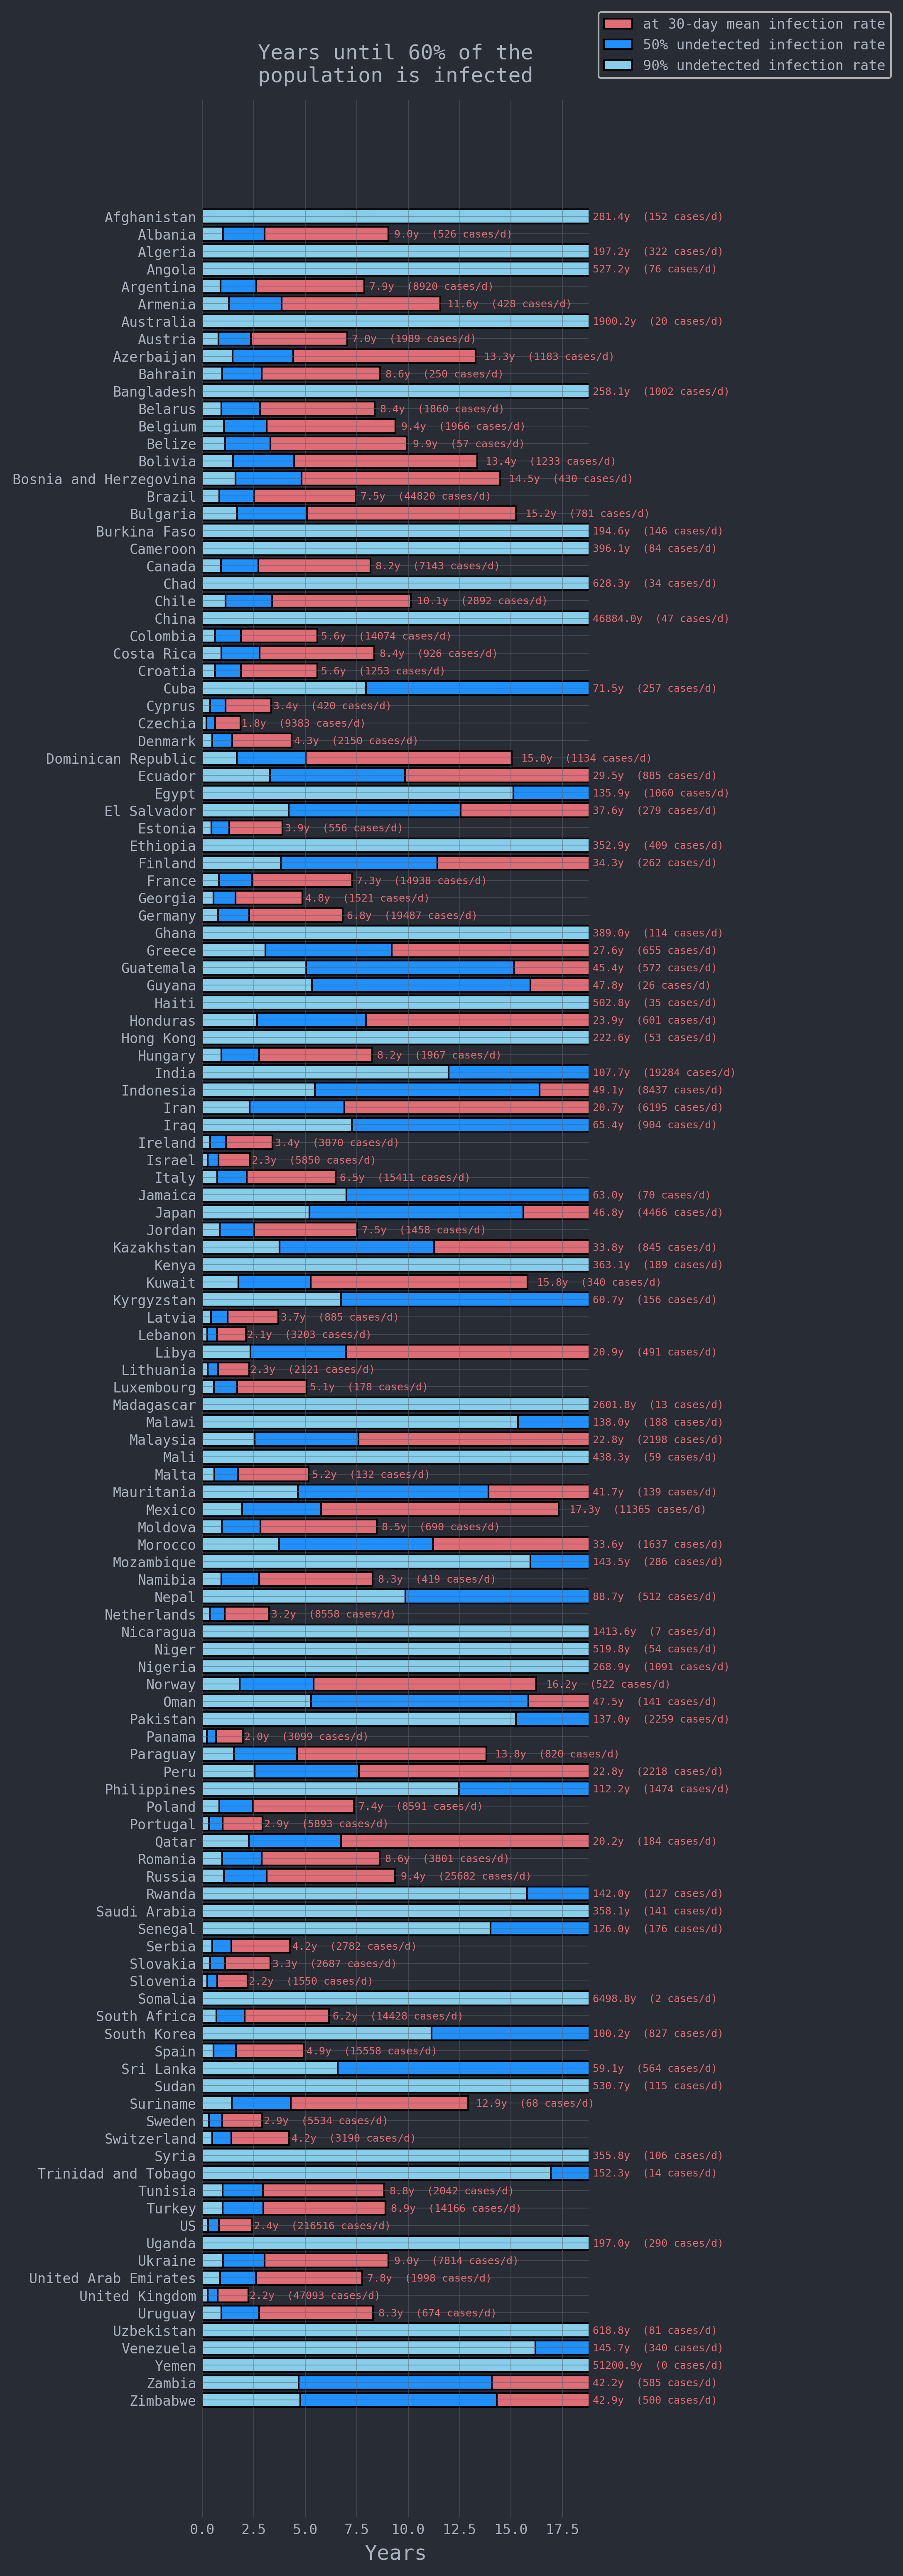 at 30-day mean infection rate
50% undetected infection rate
90% undetected infection rate
Years until 60% of the
population is infected
Afghanistan 281.4y (152 cases/d)
Albania 9.0y (526 cases/d)
Algeria 197.2y (322 cases/d)
Angola 527.2y (76 cases/d)
Argentina 7.9y (8920 cases/d)
Armenia 11.6y (428 cases/d)
Australia 1900.2y (20 cases/d)
Austria 7.0y (1989 cases/d)
Azerbaijan 13.3y (1183 cases/d)
Bahrain 8.6y (250 cases/d)
Bangladesh 258.1y (1002 cases/d)
Belarus 8.4y (1860 cases/d)
Belgium 9.4y (1966 cases/d)
Belize 9.9y (57 cases/d)
Bolivia 13.4y (1233 cases/d)
Bosnia and Herzegovina 14.5y (430 cases/d)
Brazil 7.5y (44820 cases/d)
Bulgaria 15.2y (781 cases/d)
Burkina Faso 194.6y (146 cases/d)
Cameroon 396.1y (84 cases/d)
Canada 8.2y (7143 cases/d)
Chad 628.3y (34 cases/d)
Chile 10.1y (2892 cases/d)
China 46884.0y (47 cases/d)
Colombia 5.6y (14074 cases/d)
Costa Rica 8.4y (926 cases/d)
Croatia 5.6y (1253 cases/d)
Cuba 71.5y (257 cases/d)
Cyprus 3.4y (420 cases/d)
Czechia 1.8y (9383 cases/d)
Denmark 4.3y (2150 cases/d)
Dominican Republic 15.0y (1134 cases/d)
Ecuador 29.5y (885 cases/d)
Egypt 135.9y (1060 cases/d)
El Salvador 37.6y (279 cases/d)
Estonia 3.9y (556 cases/d)
Ethiopia 352.9y (409 cases/d)
Finland 34.3y (262 cases/d)
France 7.3y (14938 cases/d)
Georgia 4.8y (1521 cases/d)
Germany 6.8y (19487 cases/d)
Ghana 389.0y (114 cases/d)
Greece 27.6y (655 cases/d)
Guatemala 45.4y (572 cases/d)
Guyana 47.8y (26 cases/d)
Haiti 502.8y (35 cases/d)
Honduras 23.9y (601 cases/d)
Hong Kong 222.6y (53 cases/d)
Hungary 8.2y (1967 cases/d)
India 107.7y (19284 cases/d)
Indonesia 49.1y (8437 cases/d)
Iran 20.7y (6195 cases/d)
Iraq 65.4y (904 cases/d)
Ireland 3.4y (3070 cases/d)
Israel 2.3y (5850 cases/d)
Italy 6.5y (15411 cases/d)
Jamaica 63.0y (70 cases/d)
Japan 46.8y (4466 cases/d)
Jordan 7.5y (1458 cases/d)
Kazakhstan 33.8y (845 cases/d)
Kenya 363.1y (189 cases/d)
Kuwait 15.8y (340 cases/d)
Kyrgyzstan 60.7y (156 cases/d)
Latvia 3.7y (885 cases/d)
Lebanon 2.1y (3203 cases/d)
Libya 20.9y (491 cases/d)
Lithuania 2.3y (2121 cases/d)
Luxembourg 5.1y (178 cases/d)
Madagascar 2601.8y (13 cases/d)
Malawi 138.0y (188 cases/d)
Malaysia 22.8y (2198 cases/d)
Mali 438.3y (59 cases/d)
Malta 5.2y (132 cases/d)
Mauritania 41.7y (139 cases/d)
Mexico 17.3y (11365 cases/d)
Moldova 8.5y (690 cases/d)
Morocco 33.6y (1637 cases/d)
Mozambique 143.5y (286 cases/d)
Namibia 8.3y (419 cases/d)
Nepal 88.7y (512 cases/d)
Netherlands 3.2y (8558 cases/d)
Nicaragua 1413.6y (7 cases/d)
Niger 519.8y (54 cases/d)
Nigeria 268.9y (1091 cases/d)
Norway 16.2y (522 cases/d)
Oman 47.5y (141 cases/d)
Pakistan 137.0y (2259 cases/d)
Panama 2.0y (3099 cases/d)
Paraguay 13.8y (820 cases/d)
Peru 22.8y (2218 cases/d)
Philippines 112.2y (1474 cases/d)
Poland 7.4y (8591 cases/d)
Portugal 2.9y (5893 cases/d)
Qatar 20.2y (184 cases/d)
Romania 8.6y (3801 cases/d)
Russia 9.4y (25682 cases/d)
Rwanda 142.0y (127 cases/d)
Saudi Arabia 358.1y (141 cases/d)
Senegal 126.0y (176 cases/d)
Serbia 4.2y (2782 cases/d)
Slovakia 3.3y (2687 cases/d)
Slovenia 2.2y (1550 cases/d)
Somalia 6498.8y (2 cases/d)
South Africa 6.2y (14428 cases/d)
South Korea 100.2y (827 cases/d)
Spain 4.9y (15558 cases/d)
Sri Lanka 59.1y (564 cases/d)
Sudan 530.7y (115 cases/d)
Suriname 12.9y (68 cases/d)
Sweden 2.9y (5534 cases/d)
Switzerland 4.2y (3190 cases/d)
Syria 355.8y (106 cases/d)
Trinidad and Tobago 152.3y (14 cases/d)
Tunisia 8.8y (2042 cases/d)
Turkey 8.9y (14166 cases/d)
US 2.4y (216516 cases/d)
Uganda 197.0y (290 cases/d)
Ukraine 9.0y (7814 cases/d)
United Arab Emirates 7.8y (1998 cases/d)
United Kingdom 2.2y (47093 cases/d)
Uruguay 8.3y (674 cases/d)
Uzbekistan 618.8y (81 cases/d)
Venezuela 145.7y (340 cases/d)
Yemen 51200.9y (0 cases/d)
Zambia 42.2y (585 cases/d)
Zimbabwe 42.9y (500 cases/d)
0.0 2.5 5.0 7.5 10.0 12.5 15.0 17.5
Years